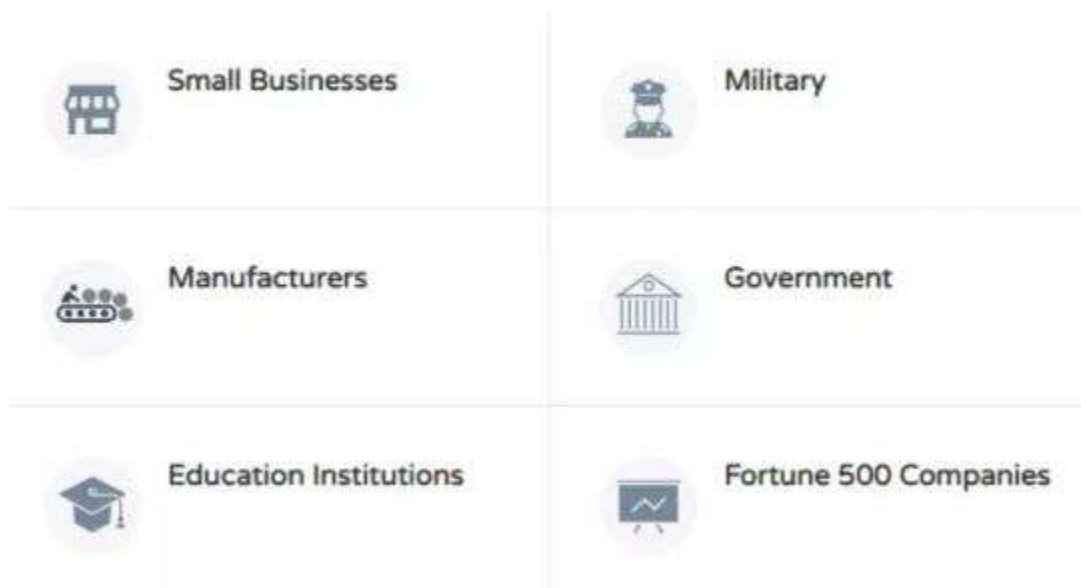 Small Businesses
Military
Manufacturers
Government
Education Institutions
Fortune 500 Companies